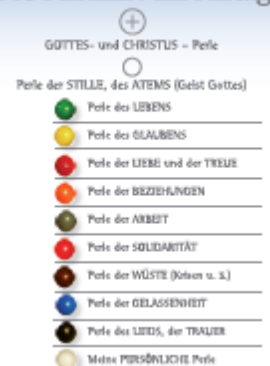 GOTTES- und CHRISTUS – Perle
Perle der STILLE, des ATEMS (Geist Gottes)
Perle des LEBENS
Perle des GLAUBENS
Perle der LIEBE und der TREUE
Perle der BEZIEHUNGEN
Perle der ARBEIT
Perle der SOLIDARITÄT
Perle der WÜSTE (Krisen u. ä.)
Perle der GELASSENHEIT
Perle des LEIDS, der TRAUER
Meine PERSÖNLICHE Perle